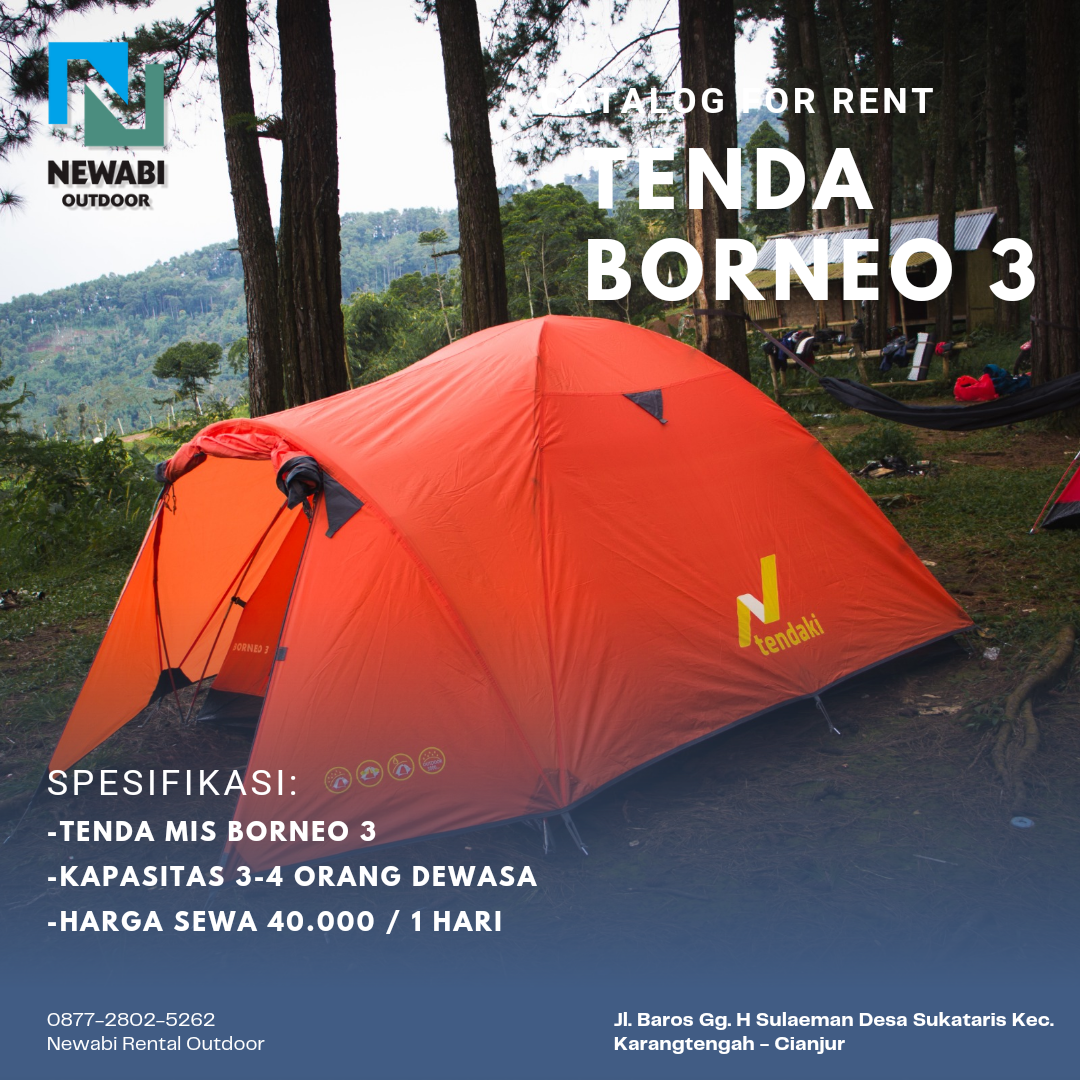 NEWABI
OUTDOOR
CATALOG FOR RENT
TENDA
BORNEO 3
BORNEO 3
tendaki
SPESIFIKASI:
-TENDA MIS BORNEO 3
-KAPASITAS 3-4 ORANG DEWASA
-HARGA SEWA 40.000 / 1 HARI
0877-2802-5262
Newabi Rental Outdoor
Jl. Baros Gg. H Sulaeman Desa Sukataris Kec.
Karangtengah - Cianjur